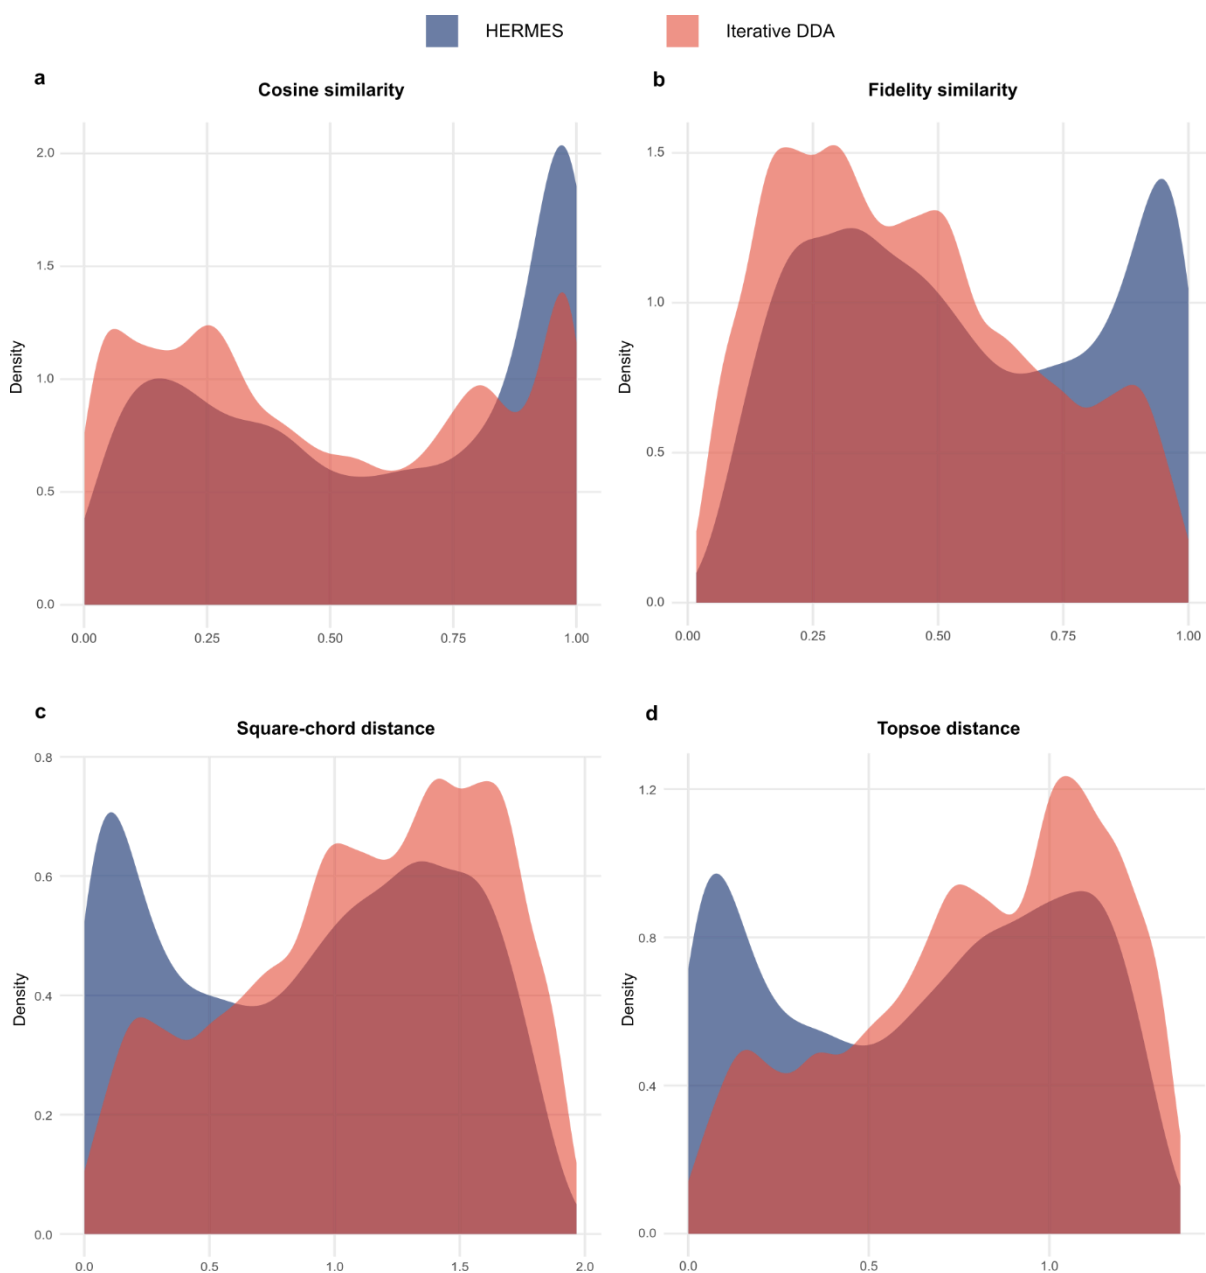 HERMES
Iterative DDA
a
Cosine similarity
Density
2.0
1.5
1.0
0.5
0.0
0.00 0.25 0.50 0.75 1.00
b
Fidelity similarity
Density
1.5
1.0
0.5
0.0
0.00 0.25 0.50 0.75 1.00
c
Square-chord distance
Density
0.8
0.6
0.4
0.2
0.0
0.0 0.5 1.0 1.5 2.0
d
Topsoe distance
Density
1.2
0.8
0.4
0.0
0.0 0.5 1.0